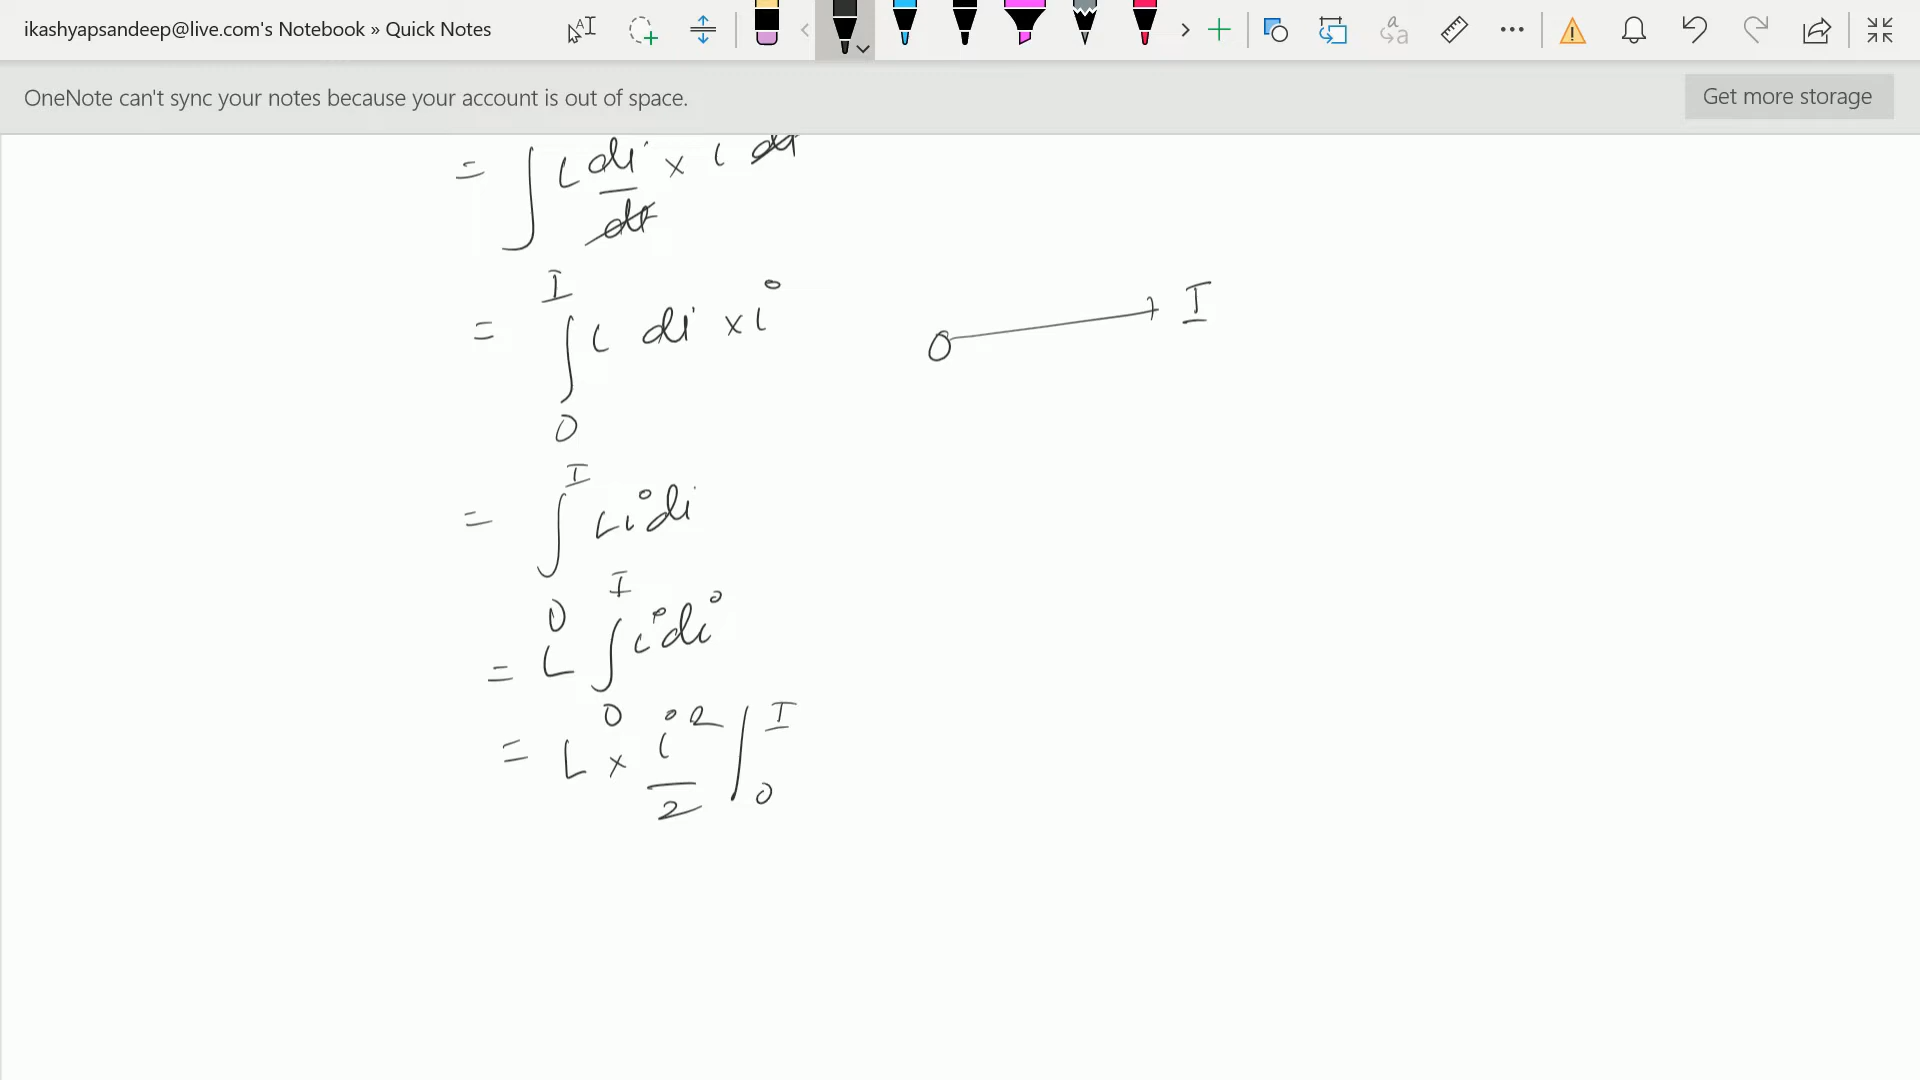 ikashyapsandeep@live.com's Notebook » Quick Notes
OneNote can't sync your notes because your account is out of space.
Get more storage
= ∫ L di/dt × i dt
= ∫₀ᴵ L di × i
0 → I
= ∫₀ᴵ Li di
= L ∫₀ᴵ i di
= L × i²/2 |₀ᴵ